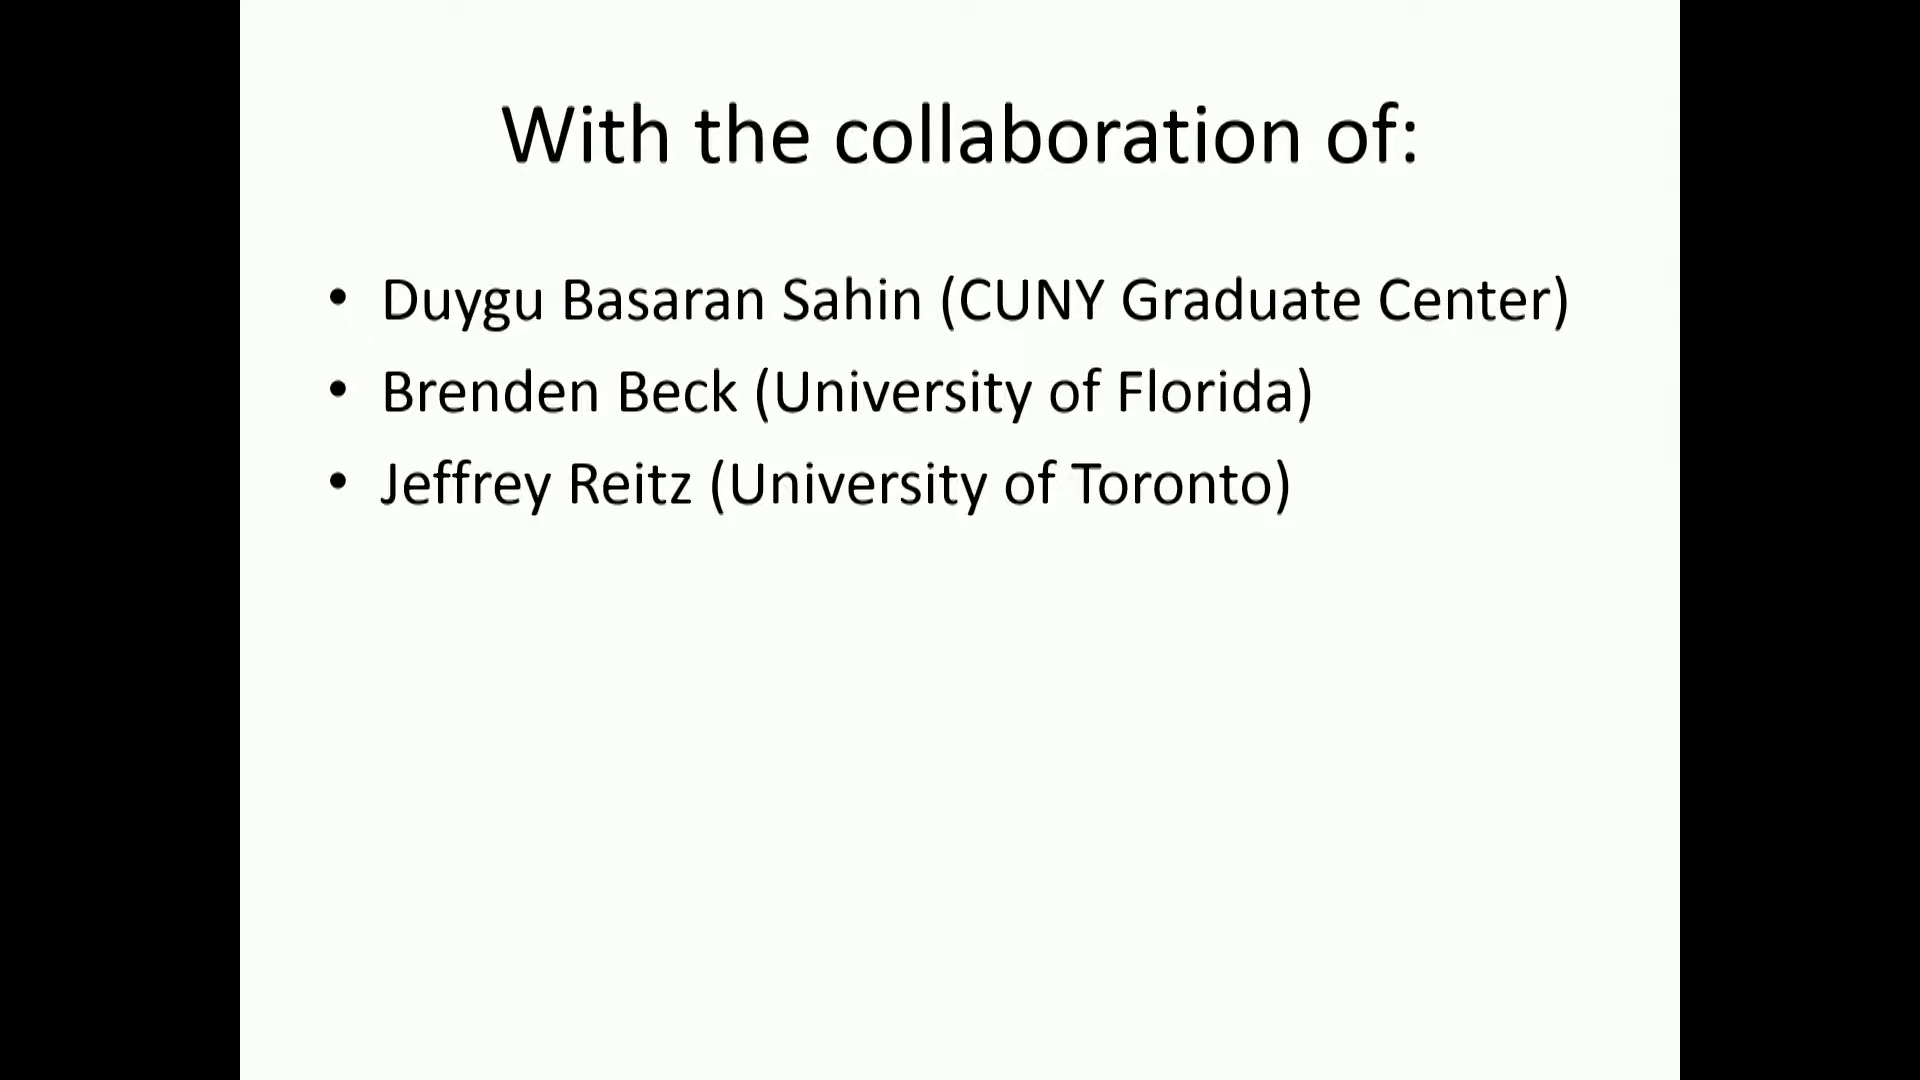 With the collaboration of:
• Duygu Basaran Sahin (CUNY Graduate Center)
• Brenden Beck (University of Florida)
• Jeffrey Reitz (University of Toronto)